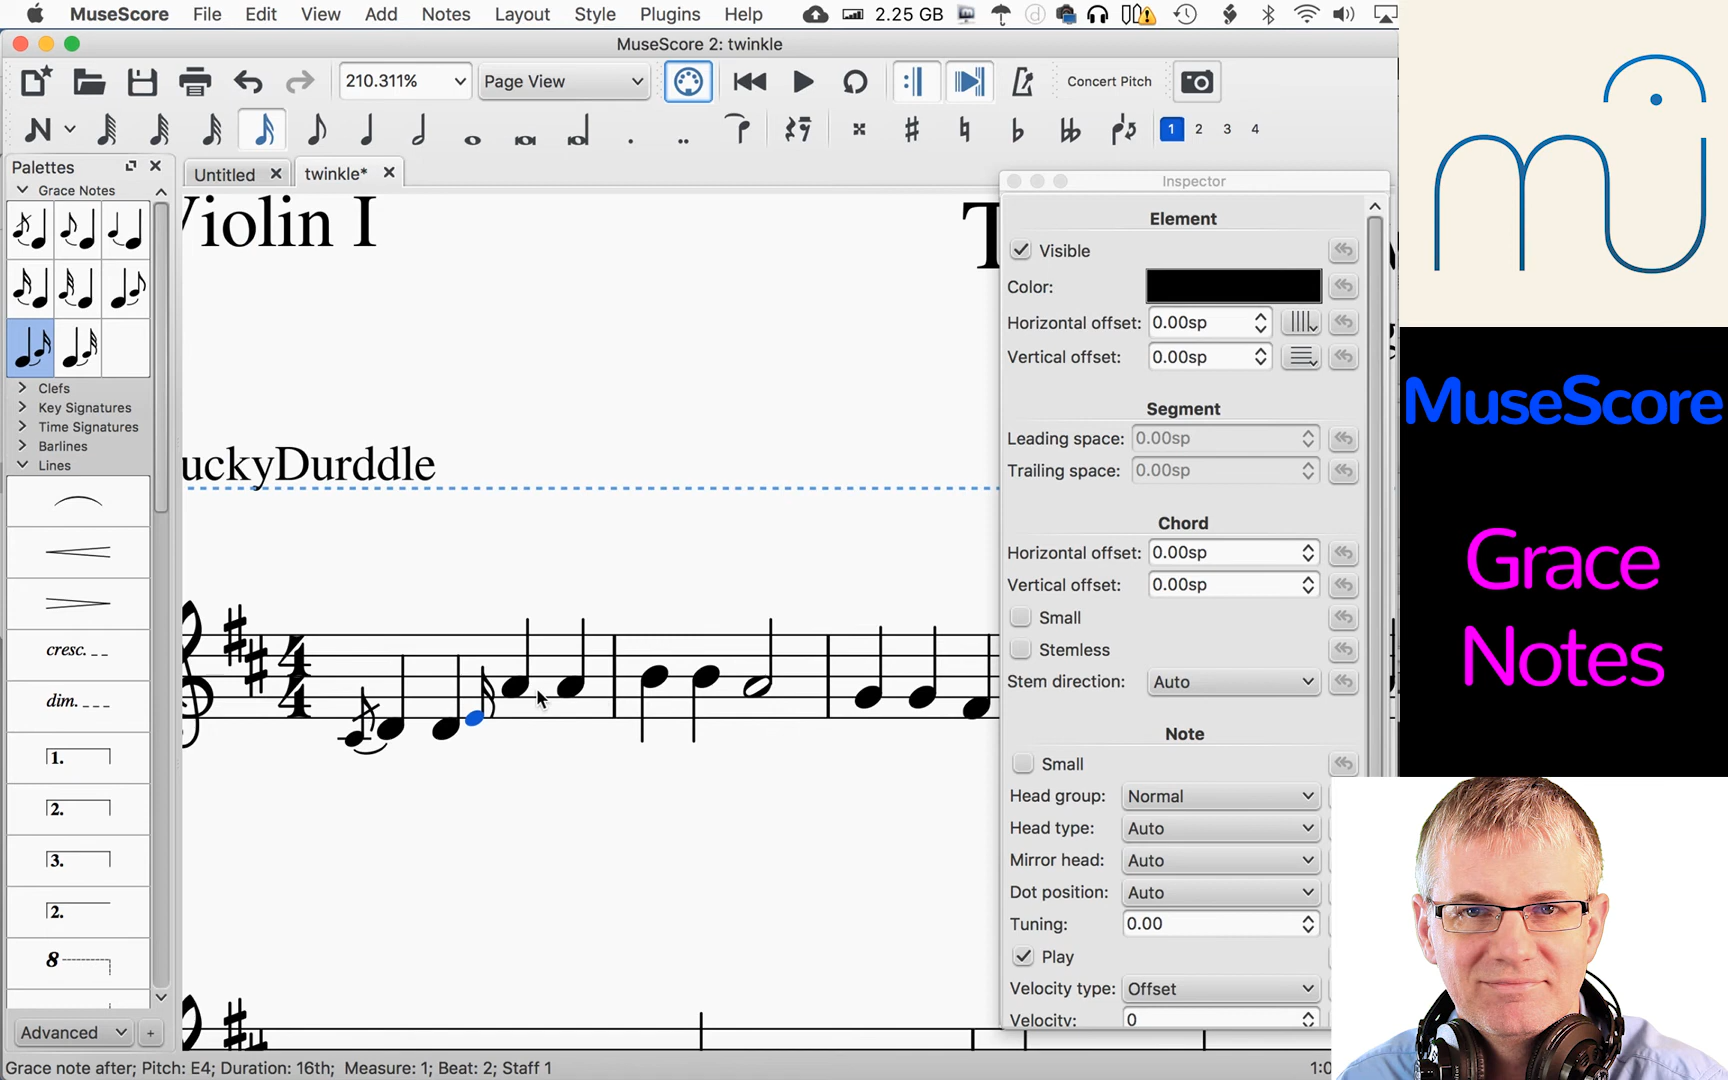 MuseScore File Edit View Add Notes Layout Style Plugins Help 2.25 GB
MuseScore 2: twinkle
210.311% Page View Concert Pitch
1 2 3 4
Palettes
Untitled twinkle*
Grace Notes
Clefs
Key Signatures
Time Signatures
Barlines
Lines
cresc.
dim.
1.
2.
3.
2.
8
Advanced +
Violin I
T
uckyDurddle
4
4
Inspector
Element
Visible
Color:
Horizontal offset: 0.00sp
Vertical offset: 0.00sp
Segment
Leading space: 0.00sp
Trailing space: 0.00sp
Chord
Horizontal offset: 0.00sp
Vertical offset: 0.00sp
Small
Stemless
Stem direction: Auto
Note
Small
Head group: Normal
Head type: Auto
Mirror head: Auto
Dot position: Auto
Tuning: 0.00
Play
Velocity type: Offset
Velocity: 0
Grace note after; Pitch: E4; Duration: 16th; Measure: 1; Beat: 2; Staff 1
1:0
mu
MuseScore
Grace
Notes